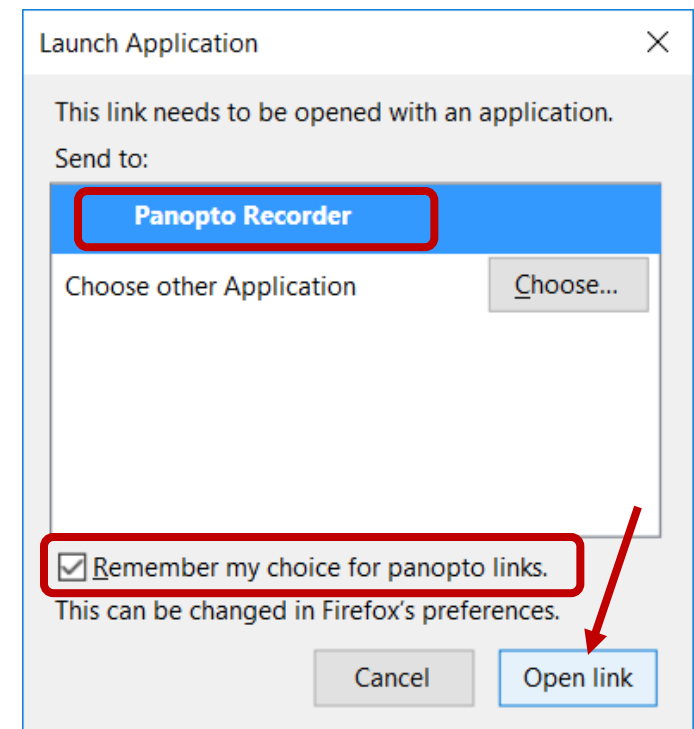 Launch Application
This link needs to be opened with an application.
Send to:
Panopto Recorder
Choose other Application
Choose...
Remember my choice for panopto links.
This can be changed in Firefox's preferences.
Cancel
Open link